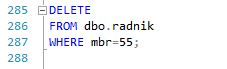 285 DELETE
286 FROM dbo.radnik
287 WHERE mbr=55;
288